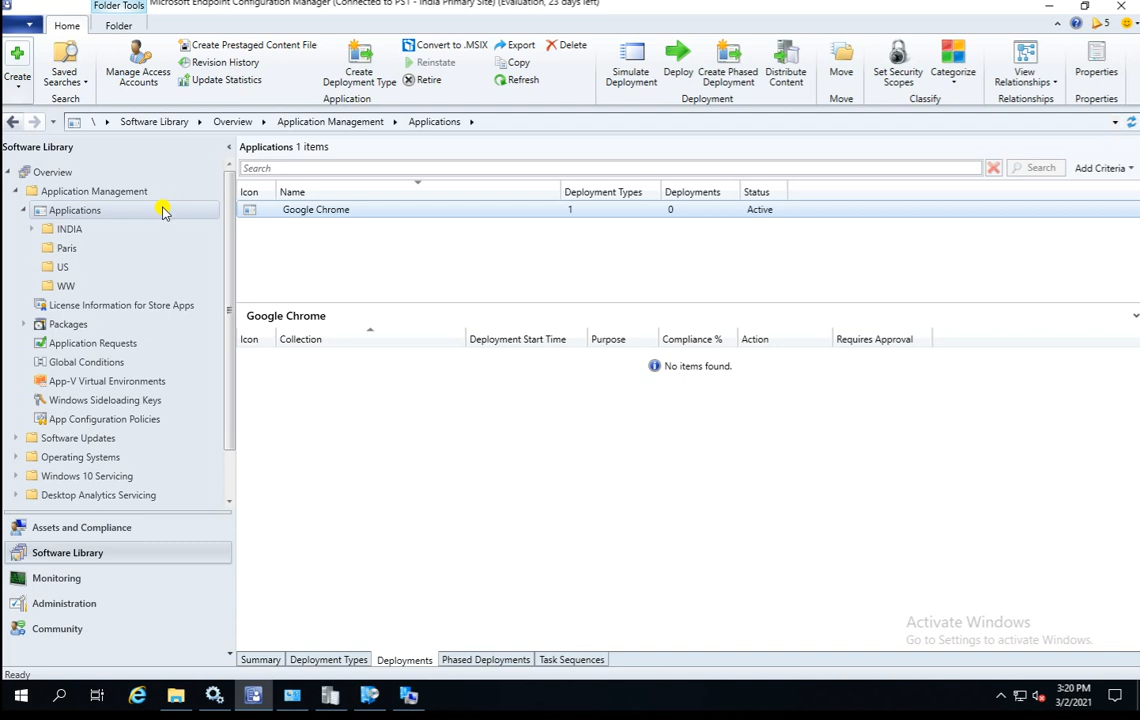 Folder Tools Microsoft Endpoint Configuration Manager (Connected to PS1 - India Primary Site) (Evaluation, 23 days left)
Home Folder
5
Create
Saved Searches
Search
Manage Access Accounts
Create Prestaged Content File
Revision History
Update Statistics
Create Deployment Type
Convert to .MSIX
Reinstate
Retire
Export
Copy
Refresh
Delete
Application
Simulate Deployment
Deploy
Create Phased Deployment
Distribute Content
Deployment
Move
Move
Set Security Scopes
Categorize
Classify
View Relationships
Relationships
Properties
Properties
\ Software Library Overview Application Management Applications
Software Library
Overview
Application Management
Applications
INDIA
Paris
US
WW
License Information for Store Apps
Packages
Application Requests
Global Conditions
App-V Virtual Environments
Windows Sideloading Keys
App Configuration Policies
Software Updates
Operating Systems
Windows 10 Servicing
Desktop Analytics Servicing
Assets and Compliance
Software Library
Monitoring
Administration
Community
Applications 1 items
Search Search Add Criteria
Icon Name Deployment Types Deployments Status
Google Chrome 1 0 Active
Google Chrome
Icon Collection Deployment Start Time Purpose Compliance % Action Requires Approval
No items found.
Activate Windows
Go to Settings to activate Windows.
Summary Deployment Types Deployments Phased Deployments Task Sequences
Ready
3:20 PM
3/2/2021